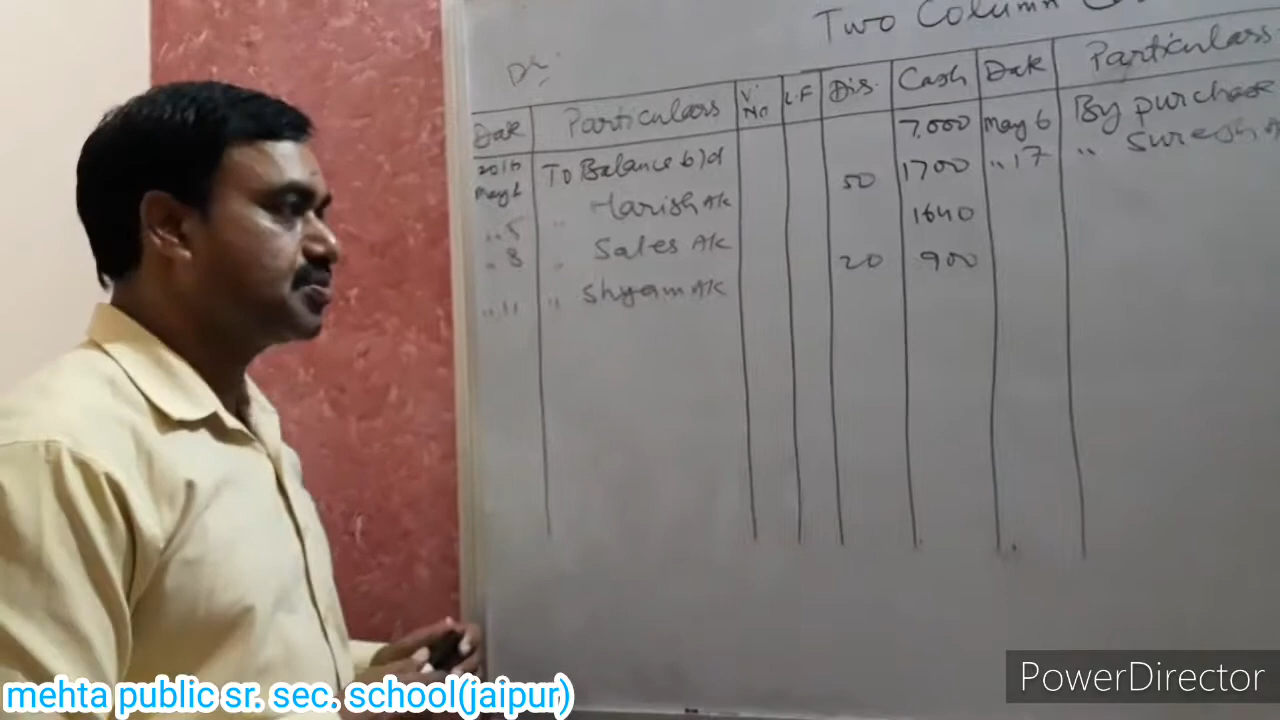 Two Column
Dr.
Date Particulars V. No L.F Dis. Cash Date Particulars
2016 May 1 To Balance b/d 7,000 May 6 By purchase
"5 " Harish A/c 50 1700 "17 " Suresh
"8 " Sales A/c 1640
"11 " Shyam A/c 20 900
mehta public sr. sec. school(jaipur)
PowerDirector